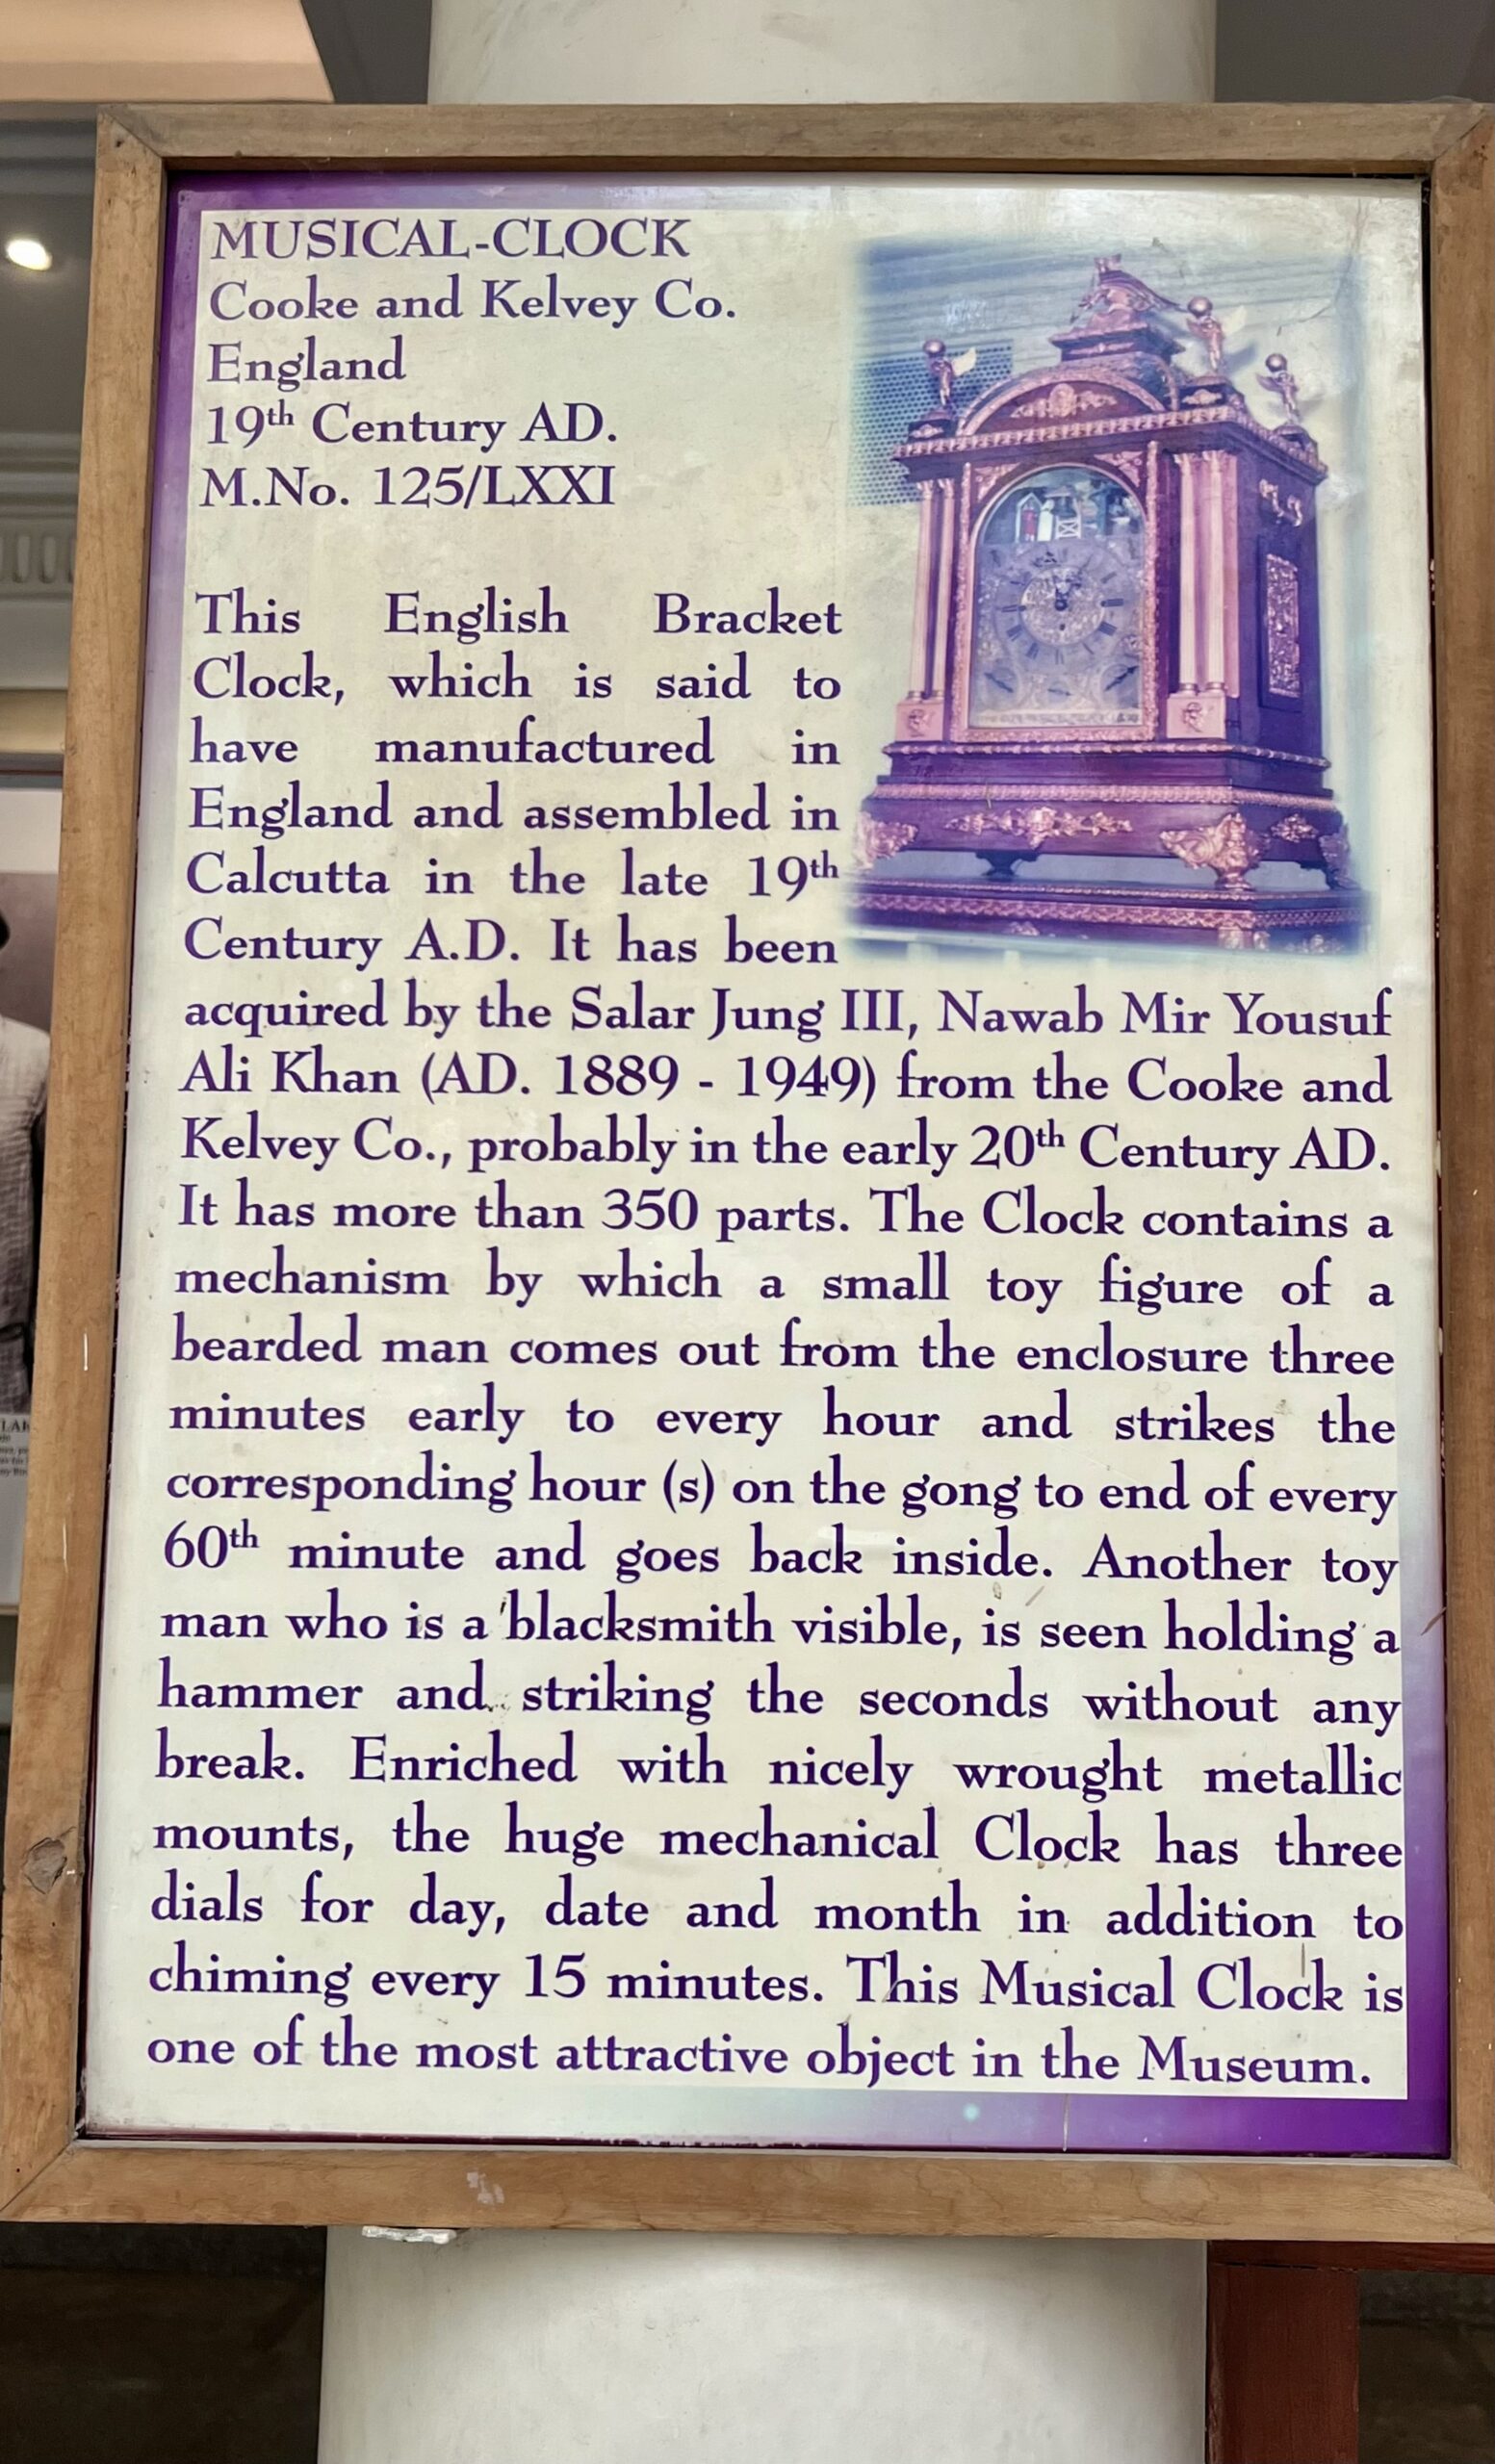 MUSICAL-CLOCK
Cooke and Kelvey Co.
England
19th Century AD.
M.No. 125/LXXI
This English Bracket
Clock, which is said to
have manufactured in
England and assembled in
Calcutta in the late 19th
Century A.D. It has been
acquired by the Salar Jung III, Nawab Mir Yousuf
Ali Khan (AD. 1889 - 1949) from the Cooke and
Kelvey Co., probably in the early 20th Century AD.
It has more than 350 parts. The Clock contains a
mechanism by which a small toy figure of a
bearded man comes out from the enclosure three
minutes early to every hour and strikes the
corresponding hour (s) on the gong to end of every
60th minute and goes back inside. Another toy
man who is a blacksmith visible, is seen holding a
hammer and striking the seconds without any
break. Enriched with nicely wrought metallic
mounts, the huge mechanical Clock has three
dials for day, date and month in addition to
chiming every 15 minutes. This Musical Clock is
one of the most attractive object in the Museum.